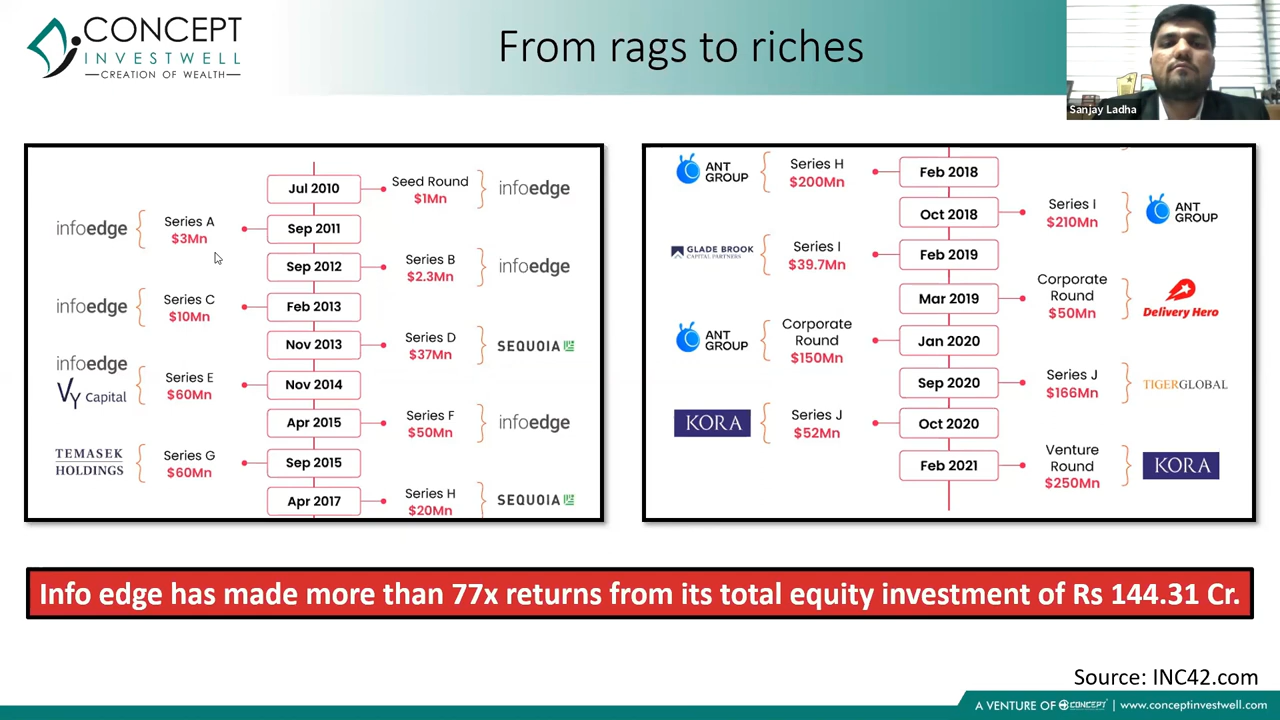 CONCEPT
INVESTWELL
CREATION OF WEALTH
From rags to riches
Sanjay Ladha
Jul 2010
Seed Round
$1Mn
infoedge
infoedge
Series A
$3Mn
Sep 2011
Sep 2012
Series B
$2.3Mn
infoedge
infoedge
Series C
$10Mn
Feb 2013
Nov 2013
Series D
$37Mn
SEQUOIA
infoedge
Vy Capital
Series E
$60Mn
Nov 2014
Apr 2015
Series F
$50Mn
infoedge
TEMASEK
HOLDINGS
Series G
$60Mn
Sep 2015
Apr 2017
Series H
$20Mn
SEQUOIA
ANT
GROUP
Series H
$200Mn
Feb 2018
Oct 2018
Series I
$210Mn
ANT
GROUP
GLADE BROOK
CAPITAL PARTNERS
Series I
$39.7Mn
Feb 2019
Mar 2019
Corporate
Round
$50Mn
Delivery Hero
ANT
GROUP
Corporate
Round
$150Mn
Jan 2020
Sep 2020
Series J
$166Mn
TIGERGLOBAL
KORA
Series J
$52Mn
Oct 2020
Feb 2021
Venture
Round
$250Mn
KORA
Info edge has made more than 77x returns from its total equity investment of Rs 144.31 Cr.
Source: INC42.com
A VENTURE OF CONCEPT | www.conceptinvestwell.com